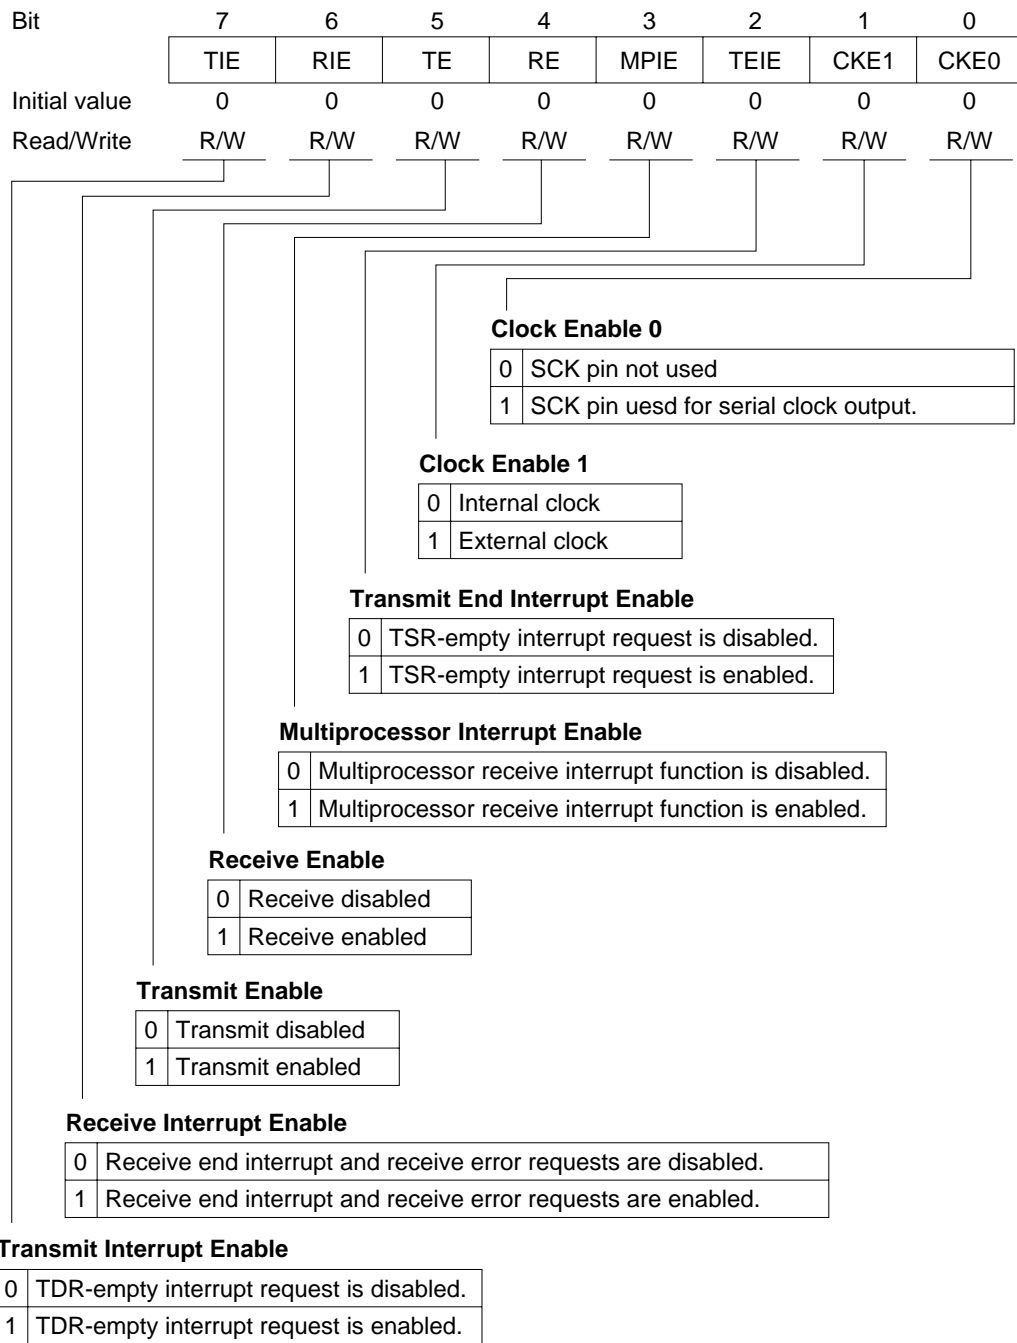 Bit 7 6 5 4 3 2 1 0
TIE RIE TE RE MPIE TEIE CKE1 CKE0
Initial value 0 0 0 0 0 0 0 0
Read/Write R/W R/W R/W R/W R/W R/W R/W R/W
Clock Enable 0
0 SCK pin not used
1 SCK pin uesd for serial clock output.
Clock Enable 1
0 Internal clock
1 External clock
Transmit End Interrupt Enable
0 TSR-empty interrupt request is disabled.
1 TSR-empty interrupt request is enabled.
Multiprocessor Interrupt Enable
0 Multiprocessor receive interrupt function is disabled.
1 Multiprocessor receive interrupt function is enabled.
Receive Enable
0 Receive disabled
1 Receive enabled
Transmit Enable
0 Transmit disabled
1 Transmit enabled
Receive Interrupt Enable
0 Receive end interrupt and receive error requests are disabled.
1 Receive end interrupt and receive error requests are enabled.
Transmit Interrupt Enable
0 TDR-empty interrupt request is disabled.
1 TDR-empty interrupt request is enabled.